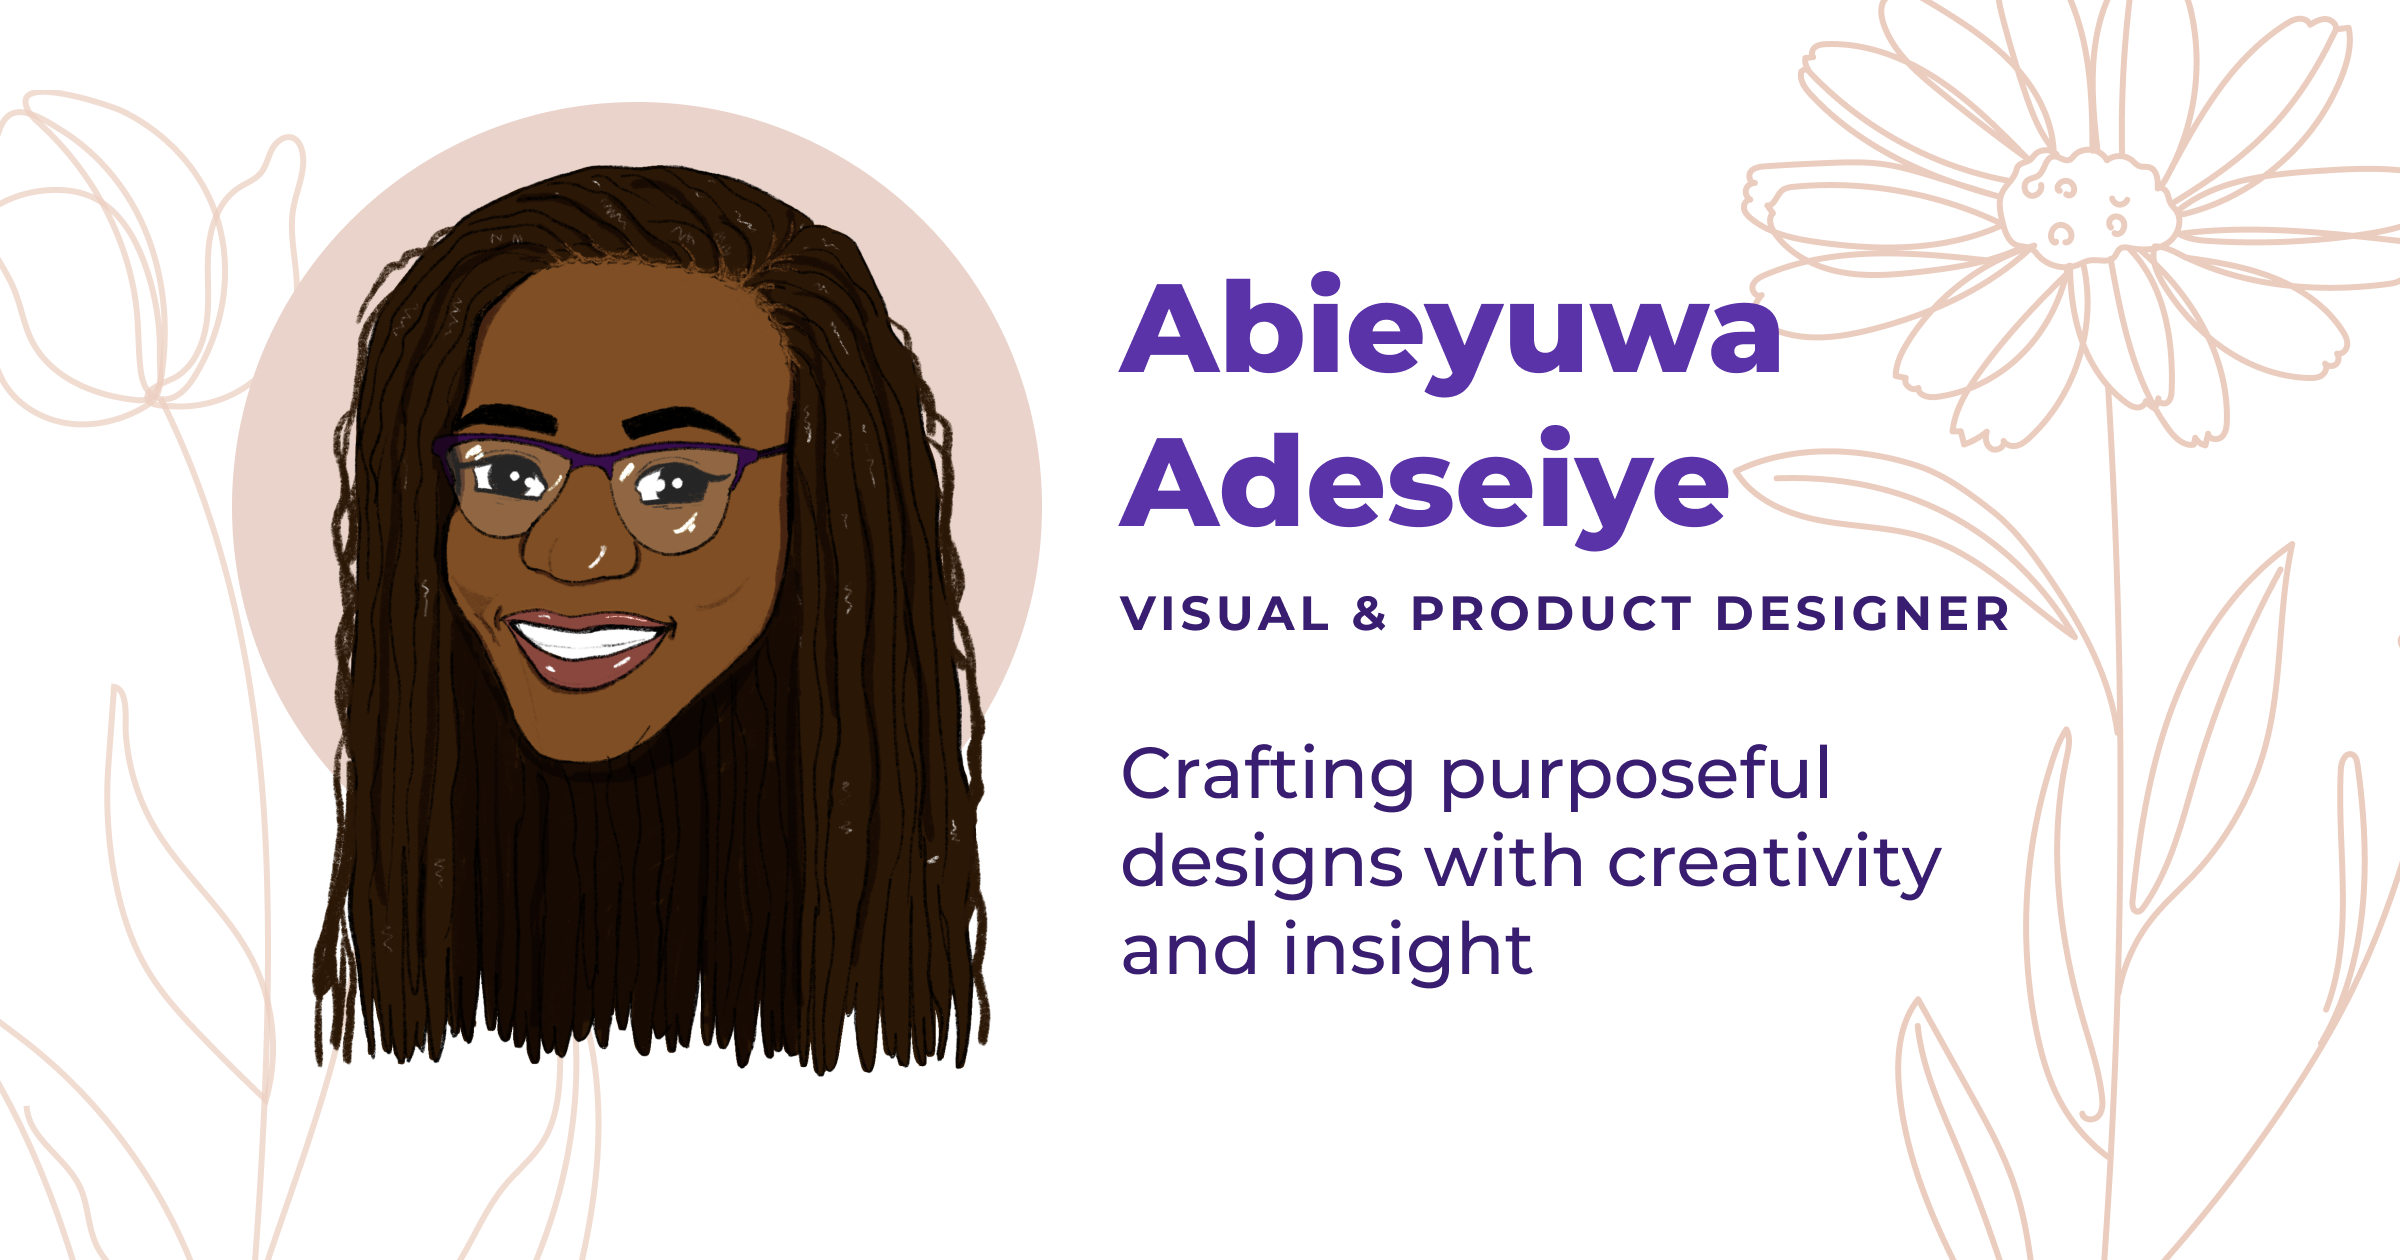 Abieyuwa
Adeseiye
VISUAL & PRODUCT DESIGNER
Crafting purposeful
designs with creativity
and insight